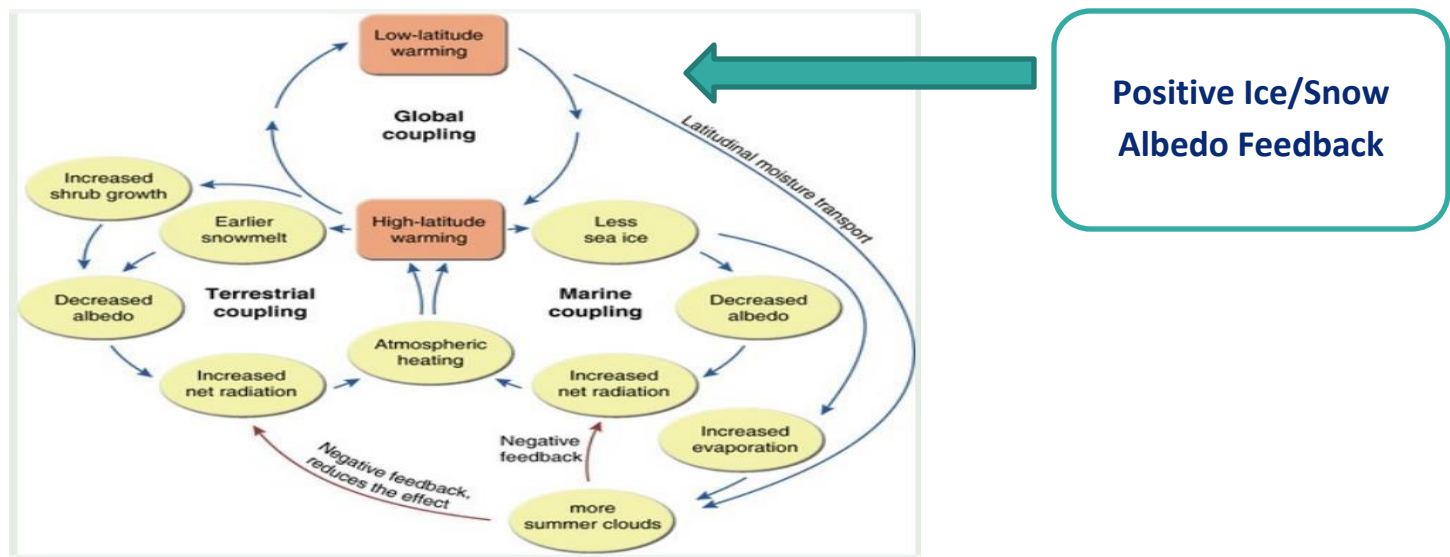 Low-latitude
warming
Global
coupling
Latitudinal moisture transport
Positive Ice/Snow
Albedo Feedback
Increased
shrub growth
Earlier
snowmelt
High-latitude
warming
Less
sea ice
Decreased
albedo
Terrestrial
coupling
Marine
coupling
Decreased
albedo
Atmospheric
heating
Increased
net radiation
Increased
net radiation
Increased
evaporation
Negative
feedback
Negative feedback,
reduces the effect
more
summer clouds